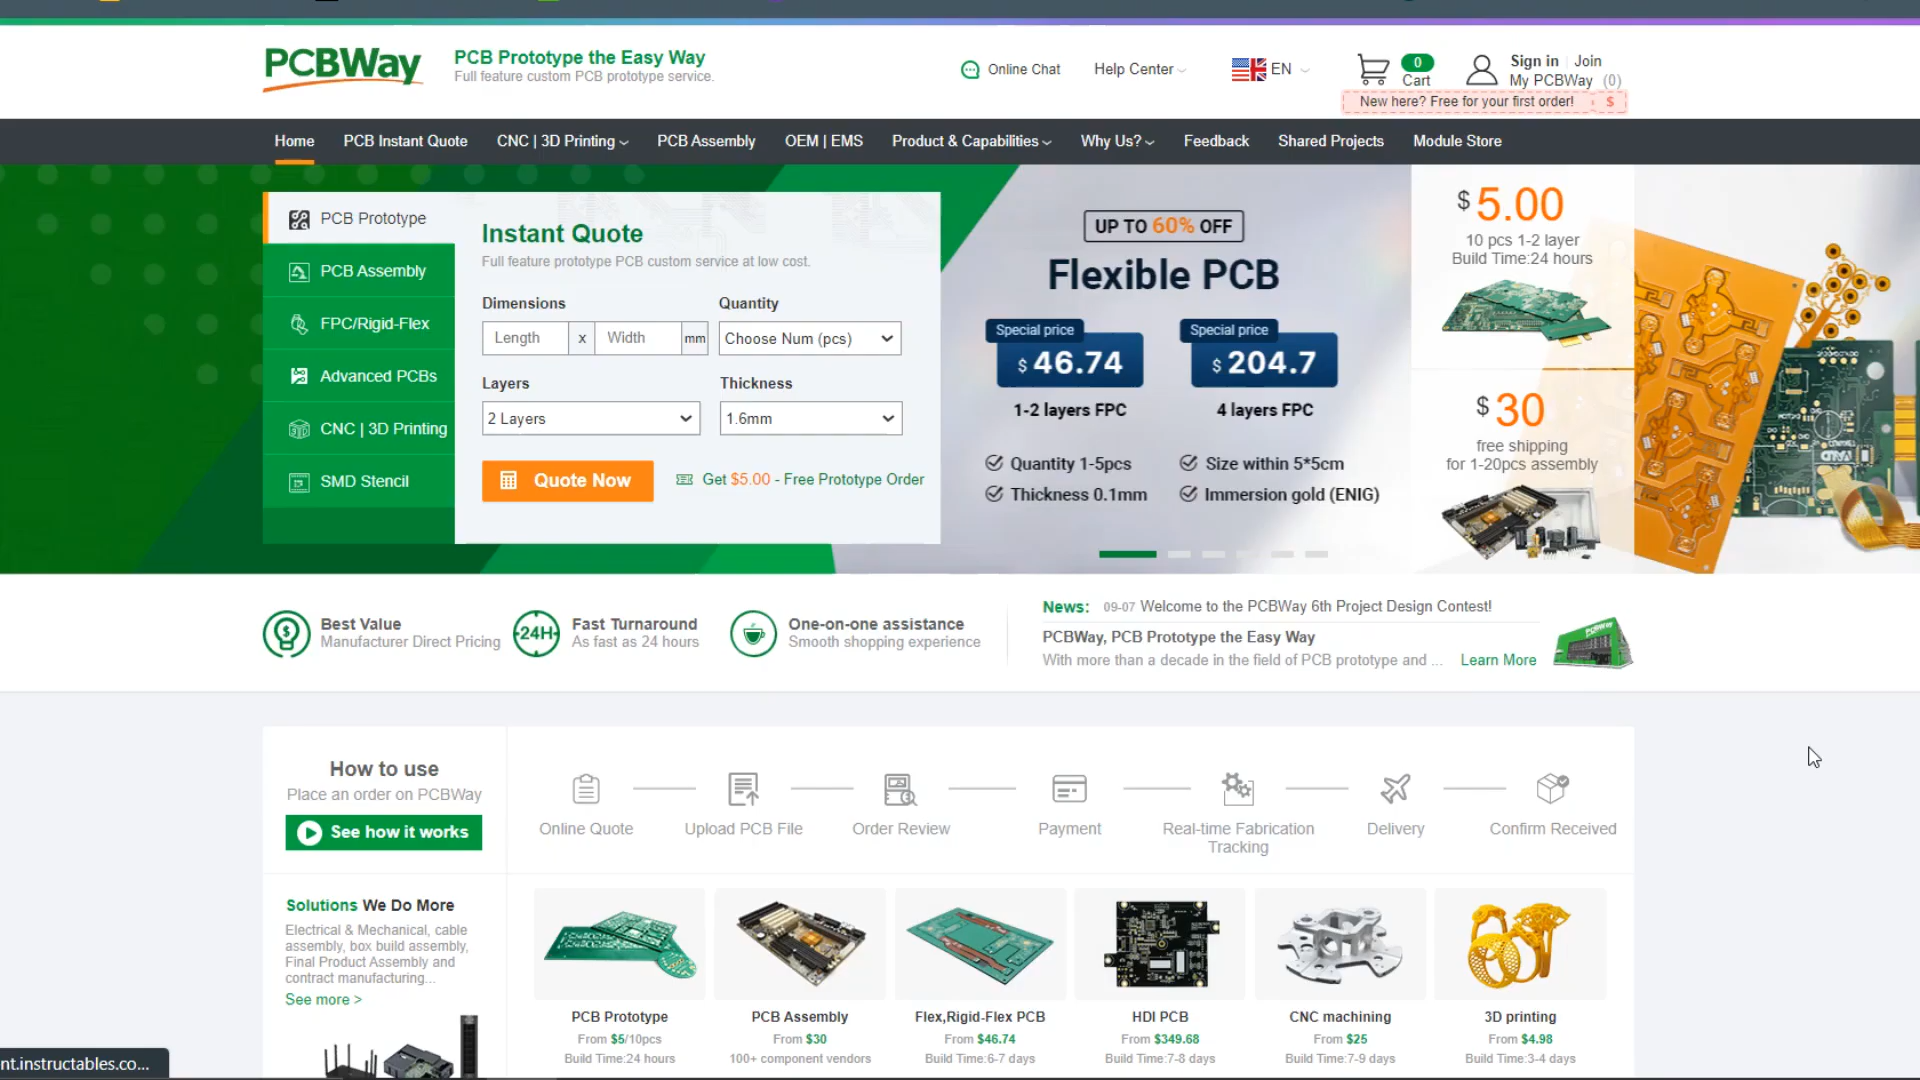 PCBWay
PCB Prototype the Easy Way
Full feature custom PCB prototype service.
Online Chat
Help Center
EN
0
Cart
Sign in
Join
My PCBWay (0)
New here? Free for your first order! $
Home
PCB Instant Quote
CNC | 3D Printing
PCB Assembly
OEM | EMS
Product & Capabilities
Why Us?
Feedback
Shared Projects
Module Store
PCB Prototype
PCB Assembly
FPC/Rigid-Flex
Advanced PCBs
CNC | 3D Printing
SMD Stencil
Instant Quote
Full feature prototype PCB custom service at low cost.
Dimensions
Quantity
Length x Width mm
Choose Num (pcs)
Layers
Thickness
2 Layers
1.6mm
Quote Now
Get $5.00 - Free Prototype Order
UP TO 60% OFF
Flexible PCB
Special price
$ 46.74
1-2 layers FPC
Special price
$ 204.7
4 layers FPC
Quantity 1-5pcs
Size within 5*5cm
Thickness 0.1mm
Immersion gold (ENIG)
$ 5.00
10 pcs 1-2 layer
Build Time:24 hours
$ 30
free shipping
for 1-20pcs assembly
Best Value
Manufacturer Direct Pricing
24H
Fast Turnaround
As fast as 24 hours
One-on-one assistance
Smooth shopping experience
News: 09-07 Welcome to the PCBWay 6th Project Design Contest!
PCBWay, PCB Prototype the Easy Way
With more than a decade in the field of PCB prototype and ... Learn More
How to use
Place an order on PCBWay
See how it works
Online Quote
Upload PCB File
Order Review
Payment
Real-time Fabrication
Tracking
Delivery
Confirm Received
Solutions We Do More
Electrical & Mechanical, cable
assembly, box build assembly,
Final Product Assembly and
contract manufacturing...
See more >
PCB Prototype
From $5/10pcs
Build Time:24 hours
PCB Assembly
From $30
100+ component vendors
Flex,Rigid-Flex PCB
From $46.74
Build Time:6-7 days
HDI PCB
From $349.68
Build Time:7-8 days
CNC machining
From $25
Build Time:7-9 days
3D printing
From $4.98
Build Time:3-4 days
nt.instructables.co...